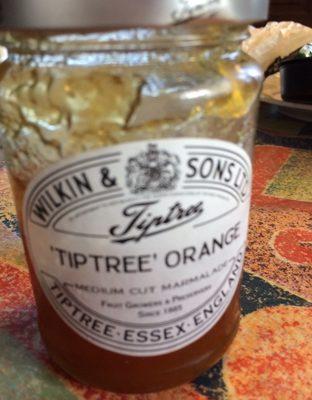 WILKIN & SONS LTD
Tiptree
'TIPTREE' ORANGE
MEDIUM CUT MARMALADE
FRUIT GROWERS & PRESERVERS
SINCE 1885
TIPTREE · ESSEX · ENGLAND